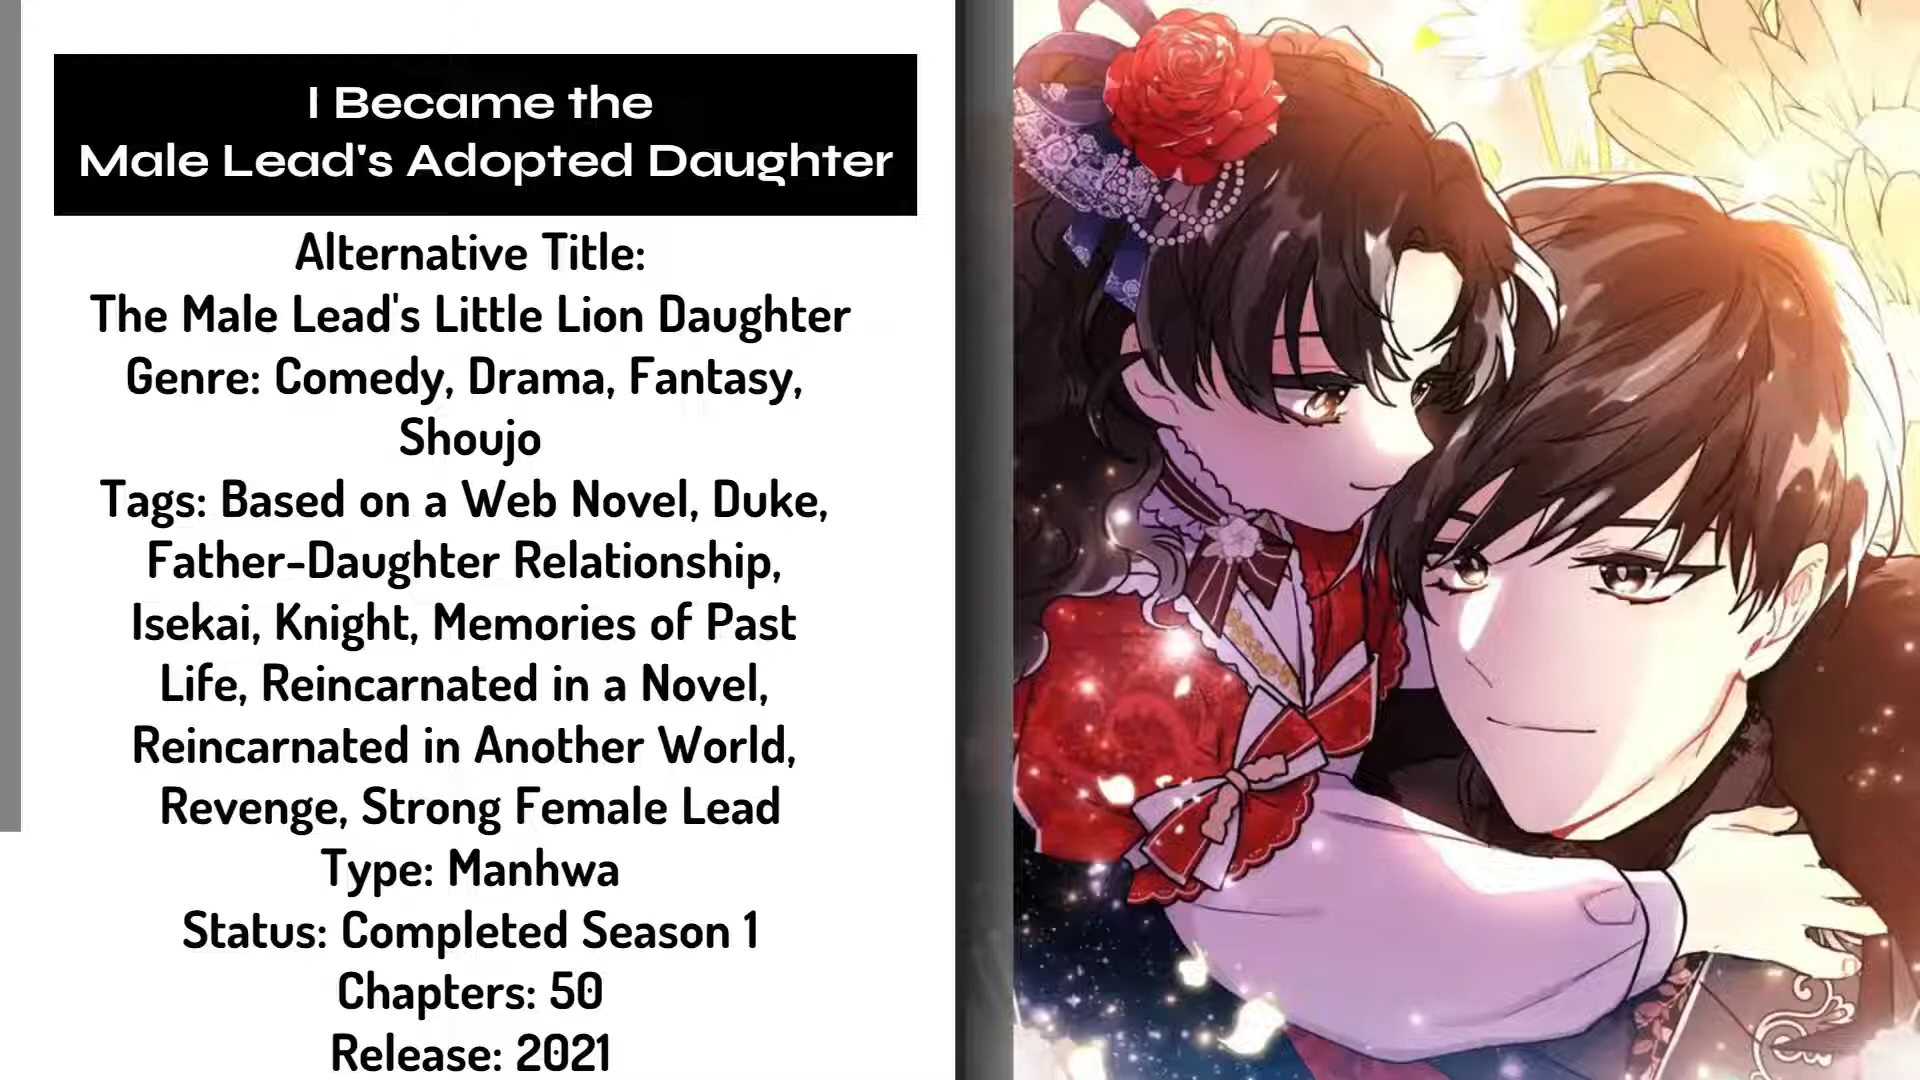 I Became the
Male Lead's Adopted Daughter
Alternative Title:
The Male Lead's Little Lion Daughter
Genre: Comedy, Drama, Fantasy,
Shoujo
Tags: Based on a Web Novel, Duke,
Father-Daughter Relationship,
Isekai, Knight, Memories of Past
Life, Reincarnated in a Novel,
Reincarnated in Another World,
Revenge, Strong Female Lead
Type: Manhwa
Status: Completed Season 1
Chapters: 50
Release: 2021